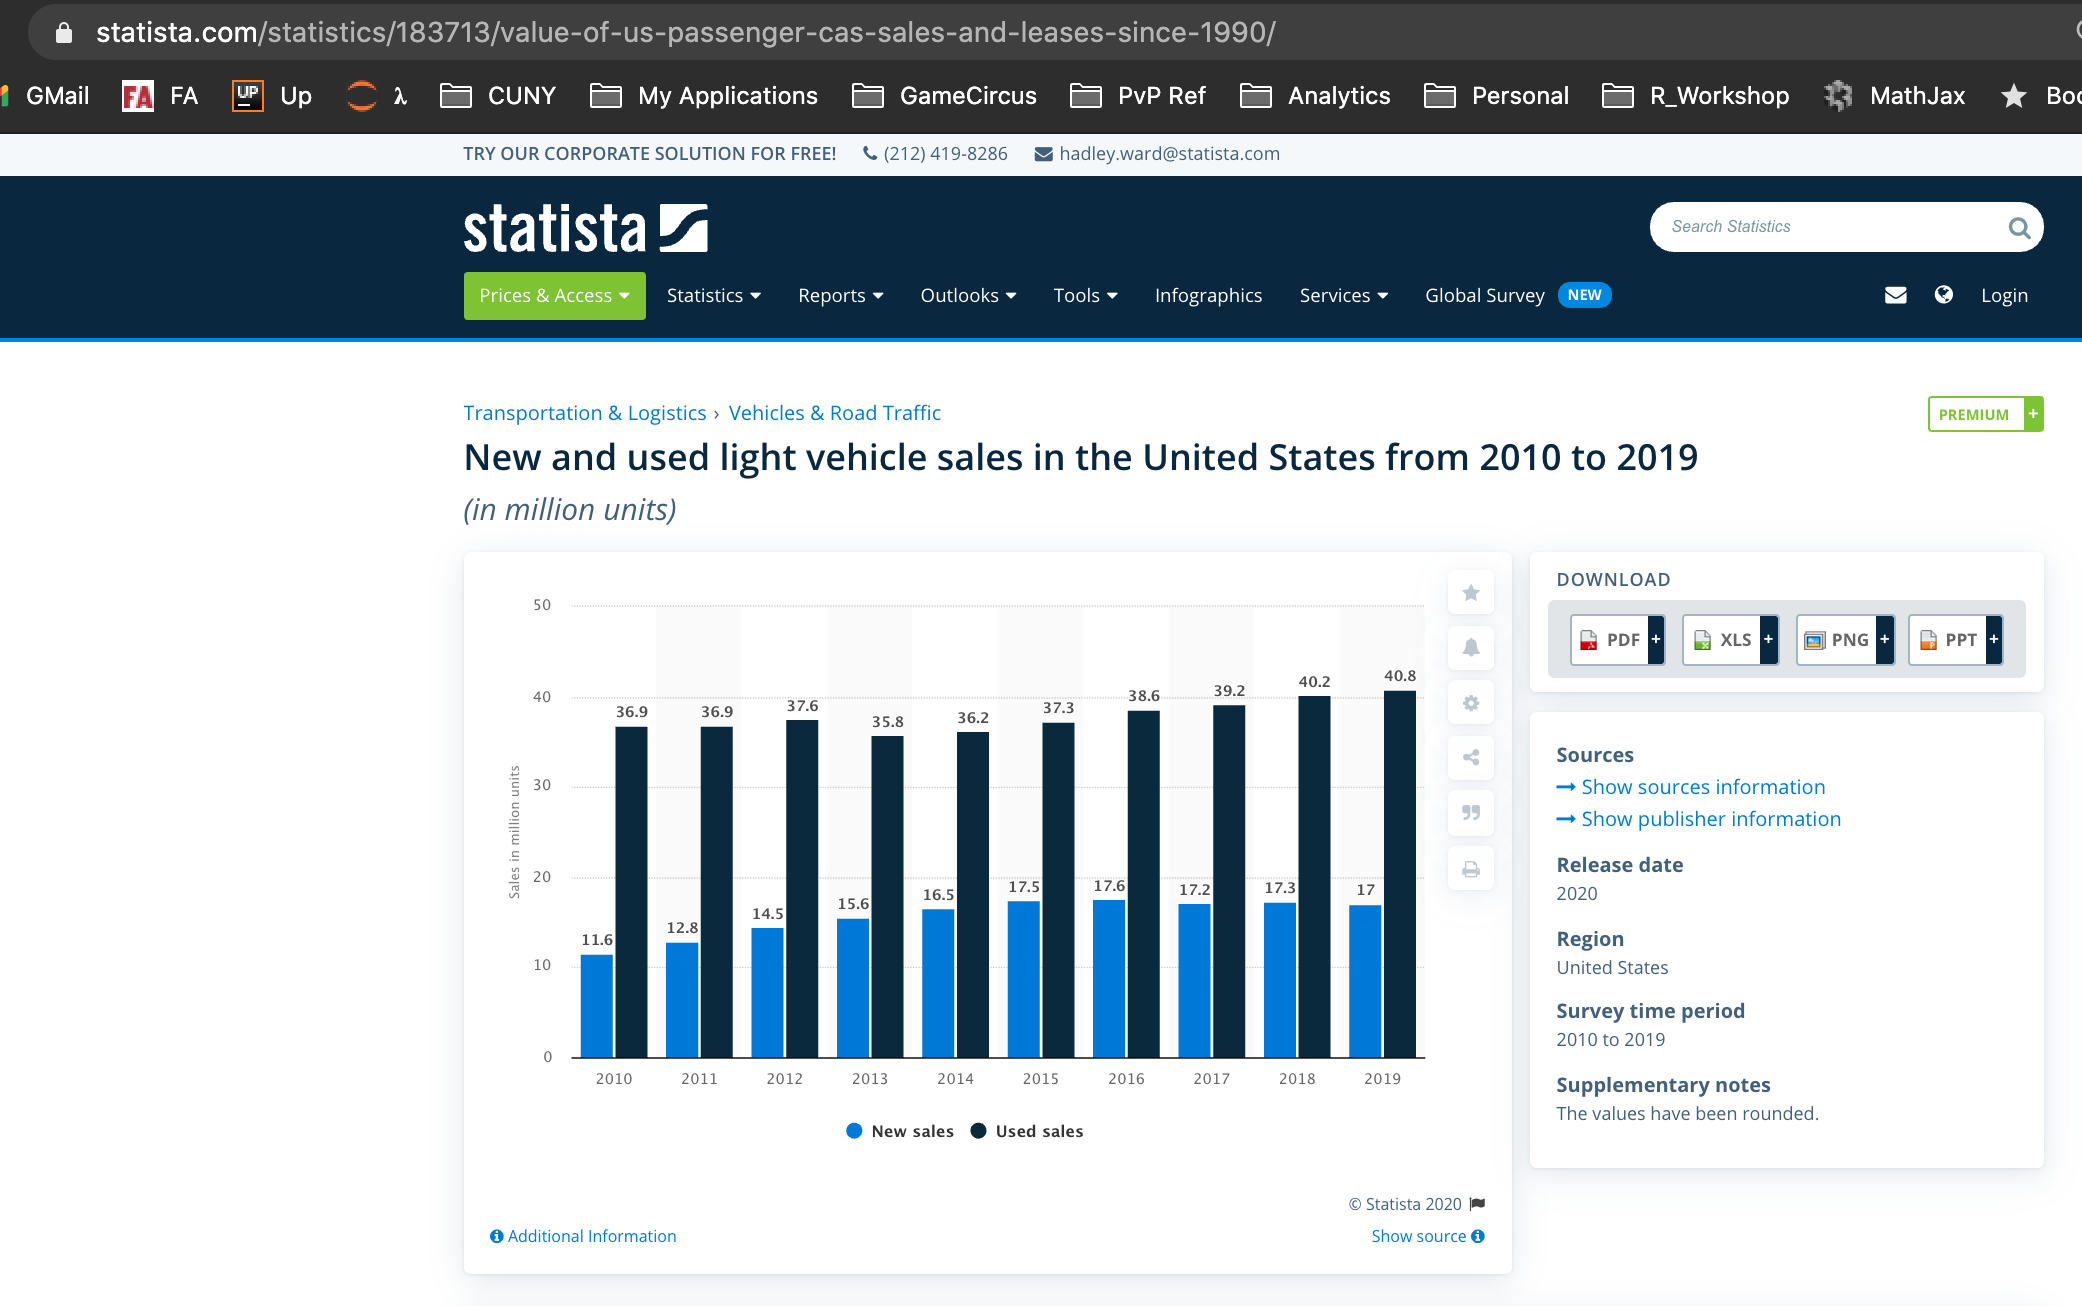 statista.com/statistics/183713/value-of-us-passenger-cas-sales-and-leases-since-1990/
GMail FA FA UP Up λ CUNY My Applications GameCircus PvP Ref Analytics Personal R_Workshop MathJax
TRY OUR CORPORATE SOLUTION FOR FREE! (212) 419-8286 hadley.ward@statista.com
statista
Search Statistics
Prices & Access Statistics Reports Outlooks Tools Infographics Services Global Survey NEW Login
Transportation & Logistics › Vehicles & Road Traffic
PREMIUM +
New and used light vehicle sales in the United States from 2010 to 2019
(in million units)
Sales in million units
50
40
30
20
10
0
36.9 36.9 37.6 35.8 36.2 37.3 38.6 39.2 40.2 40.8
11.6 12.8 14.5 15.6 16.5 17.5 17.6 17.2 17.3 17
2010 2011 2012 2013 2014 2015 2016 2017 2018 2019
New sales Used sales
© Statista 2020
Additional Information
Show source
DOWNLOAD
PDF + XLS + PNG + PPT +
Sources
Show sources information
Show publisher information
Release date
2020
Region
United States
Survey time period
2010 to 2019
Supplementary notes
The values have been rounded.